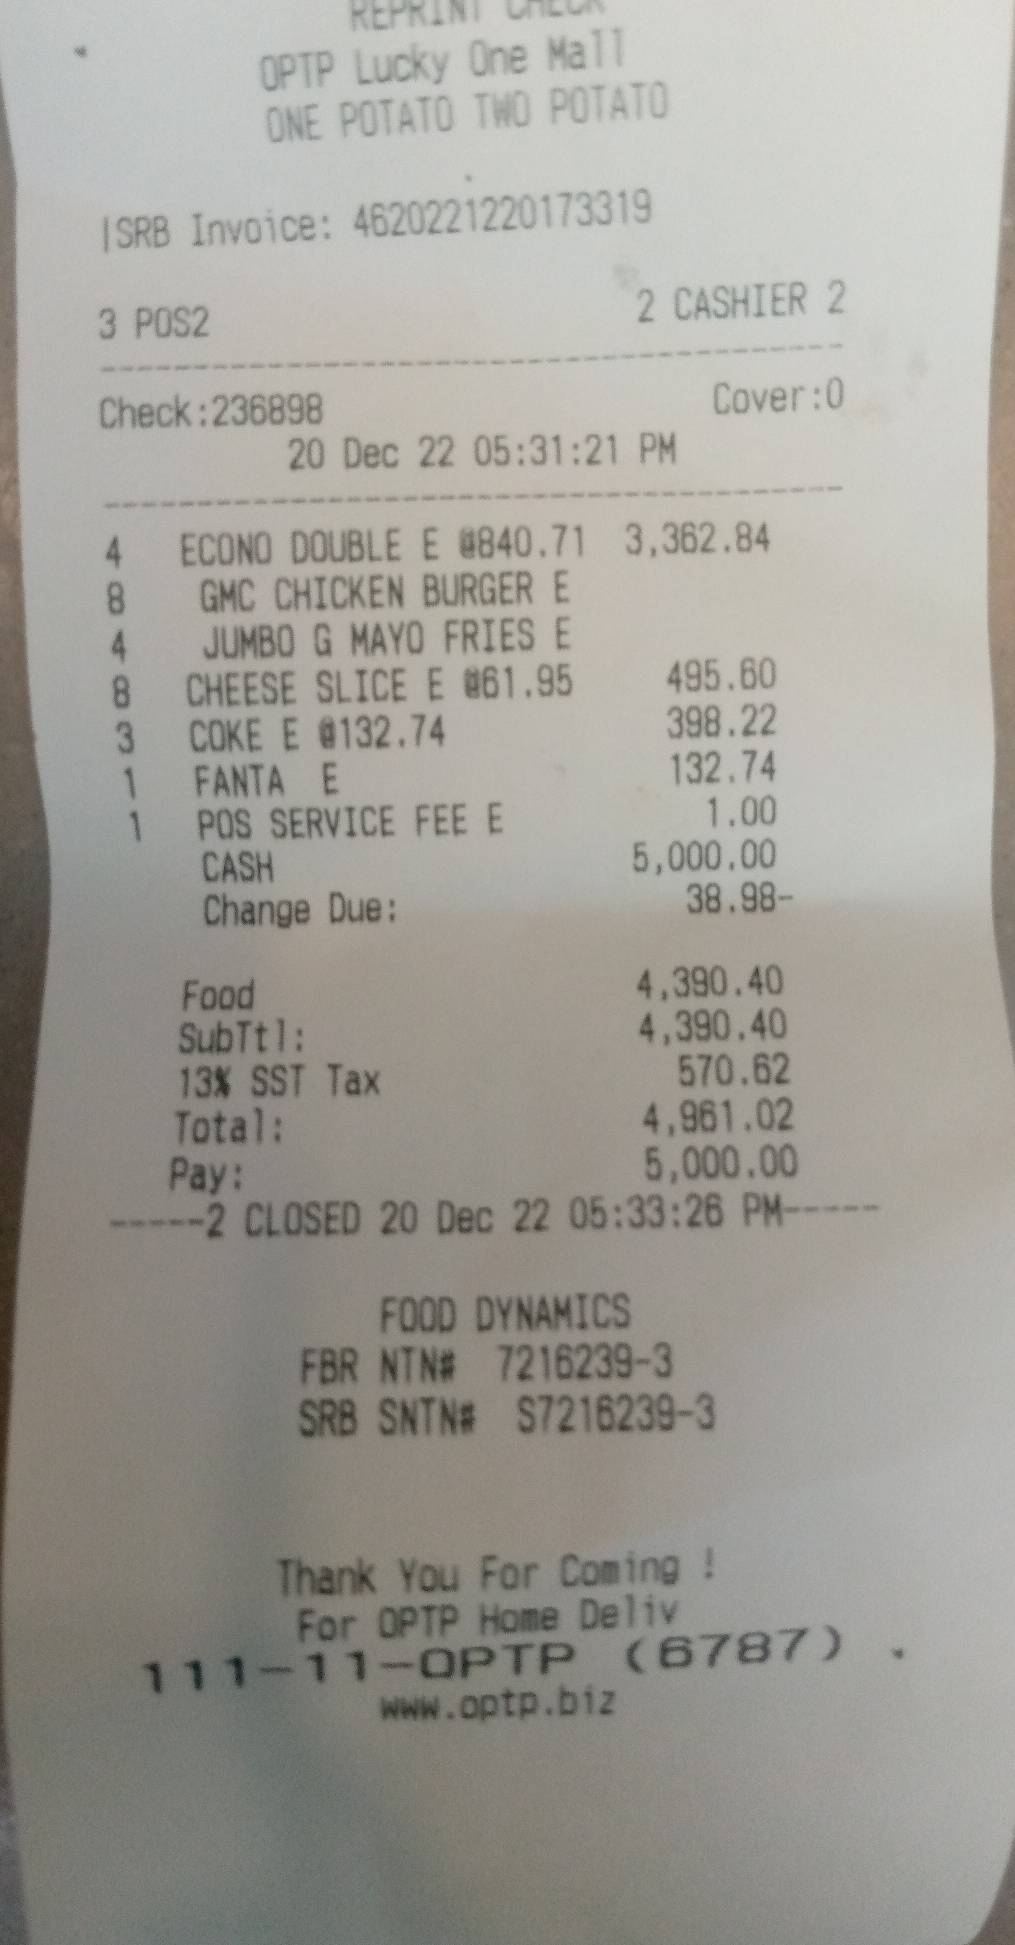 REPRINT CHECK
OPTP Lucky One Mall
ONE POTATO TWO POTATO
|SRB Invoice: 4620221220173319
3 POS2 2 CASHIER 2
--------------------------------
Check:236898 Cover:0
20 Dec 22 05:31:21 PM
--------------------------------
4 ECONO DOUBLE E @840.71 3,362.84
8 GMC CHICKEN BURGER E
4 JUMBO G MAYO FRIES E
8 CHEESE SLICE E @61.95 495.60
3 COKE E @132.74 398.22
1 FANTA E 132.74
1 POS SERVICE FEE E 1.00
CASH 5,000.00
Change Due: 38.98-
Food 4,390.40
SubTtl: 4,390.40
13% SST Tax 570.62
Total: 4,961.02
Pay: 5,000.00
-----2 CLOSED 20 Dec 22 05:33:26 PM-----
FOOD DYNAMICS
FBR NTN# 7216239-3
SRB SNTN# S7216239-3
Thank You For Coming !
For OPTP Home Deliv
111-11-OPTP (6787) .
www.optp.biz